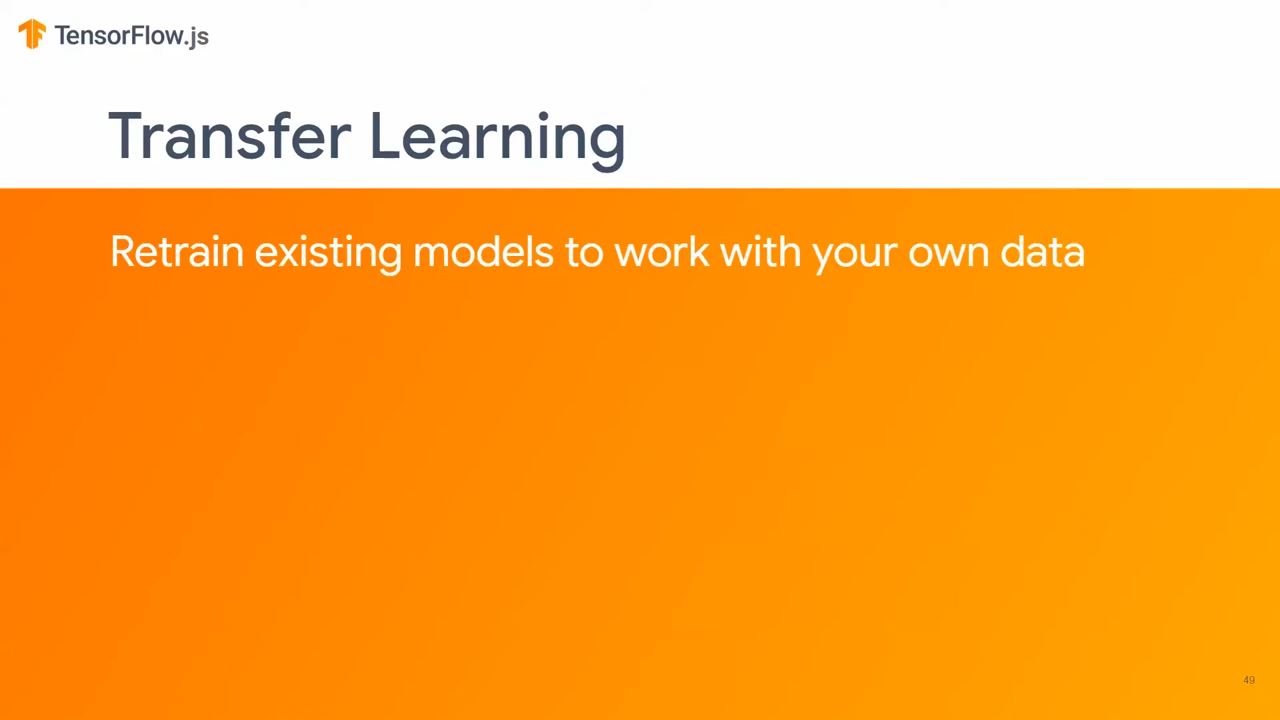 TensorFlow.js
Transfer Learning
Retrain existing models to work with your own data
49